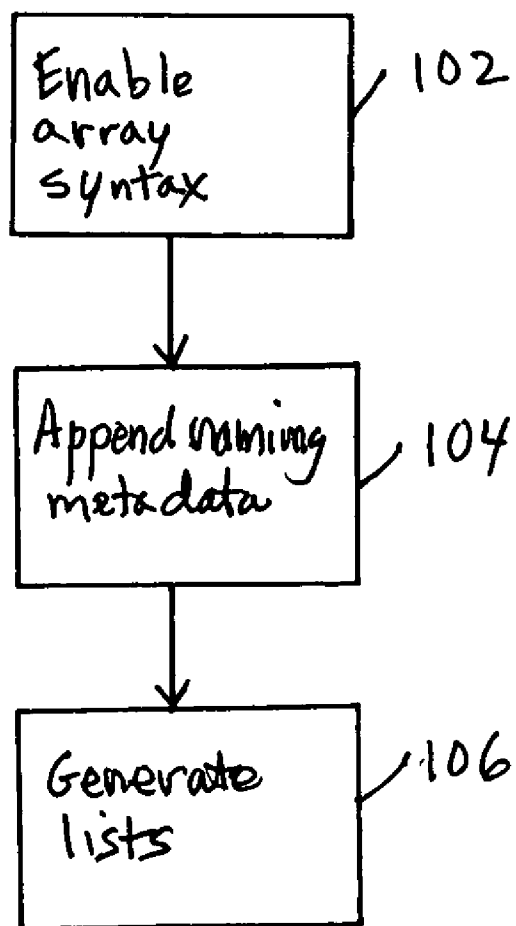 Enable
array
syntax
102
Append naming
metadata
104
Generate
lists
106